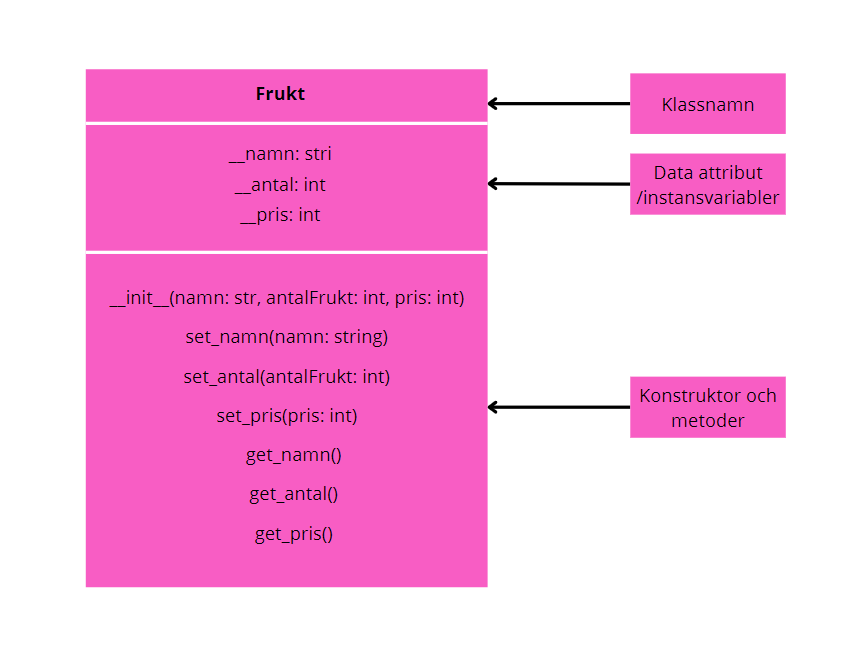 Frukt
Klassnamn
__namn: stri
__antal: int
__pris: int
Data attribut
/instansvariabler
__init__(namn: str, antalFrukt: int, pris: int)
set_namn(namn: string)
set_antal(antalFrukt: int)
set_pris(pris: int)
get_namn()
get_antal()
get_pris()
Konstruktor och
metoder